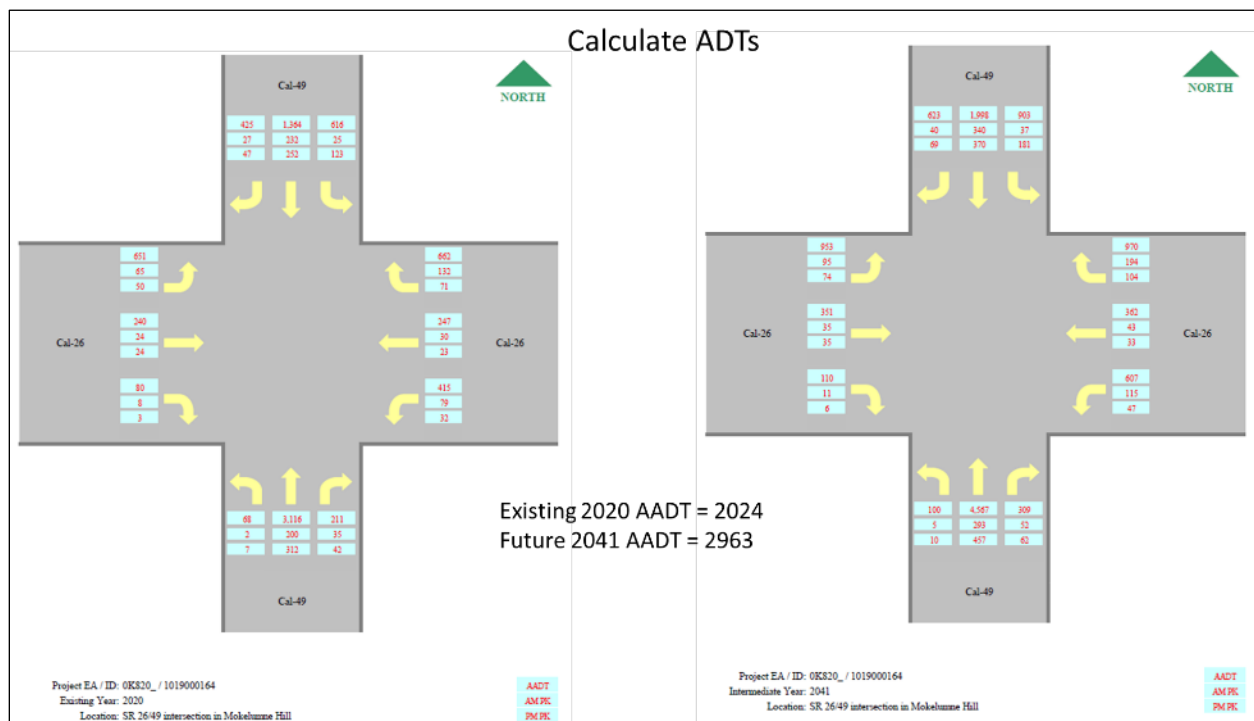 Calculate ADTs
Cal-49
NORTH
425 1,364 616
27 232 25
47 252 123
651
65
50
662
132
71
Cal-26
240
24
24
247
30
23
Cal-26
80
8
3
415
79
32
68 3,116 211
2 200 35
7 312 42
Cal-49
Project EA / ID: 0K820_ / 1019000164
Existing Year: 2020
Location: SR 26/49 intersection in Mokelumne Hill
AADT
AM PK
PM PK
Existing 2020 AADT = 2024
Future 2041 AADT = 2963
Cal-49
NORTH
623 1,998 903
40 340 37
69 370 181
953
95
74
970
194
104
Cal-26
351
35
35
362
43
33
Cal-26
110
11
6
607
115
47
100 4,567 309
5 293 52
10 457 62
Cal-49
Project EA / ID: 0K820_ / 1019000164
Intermediate Year: 2041
Location: SR 26/49 intersection in Mokelumne Hill
AADT
AM PK
PM PK